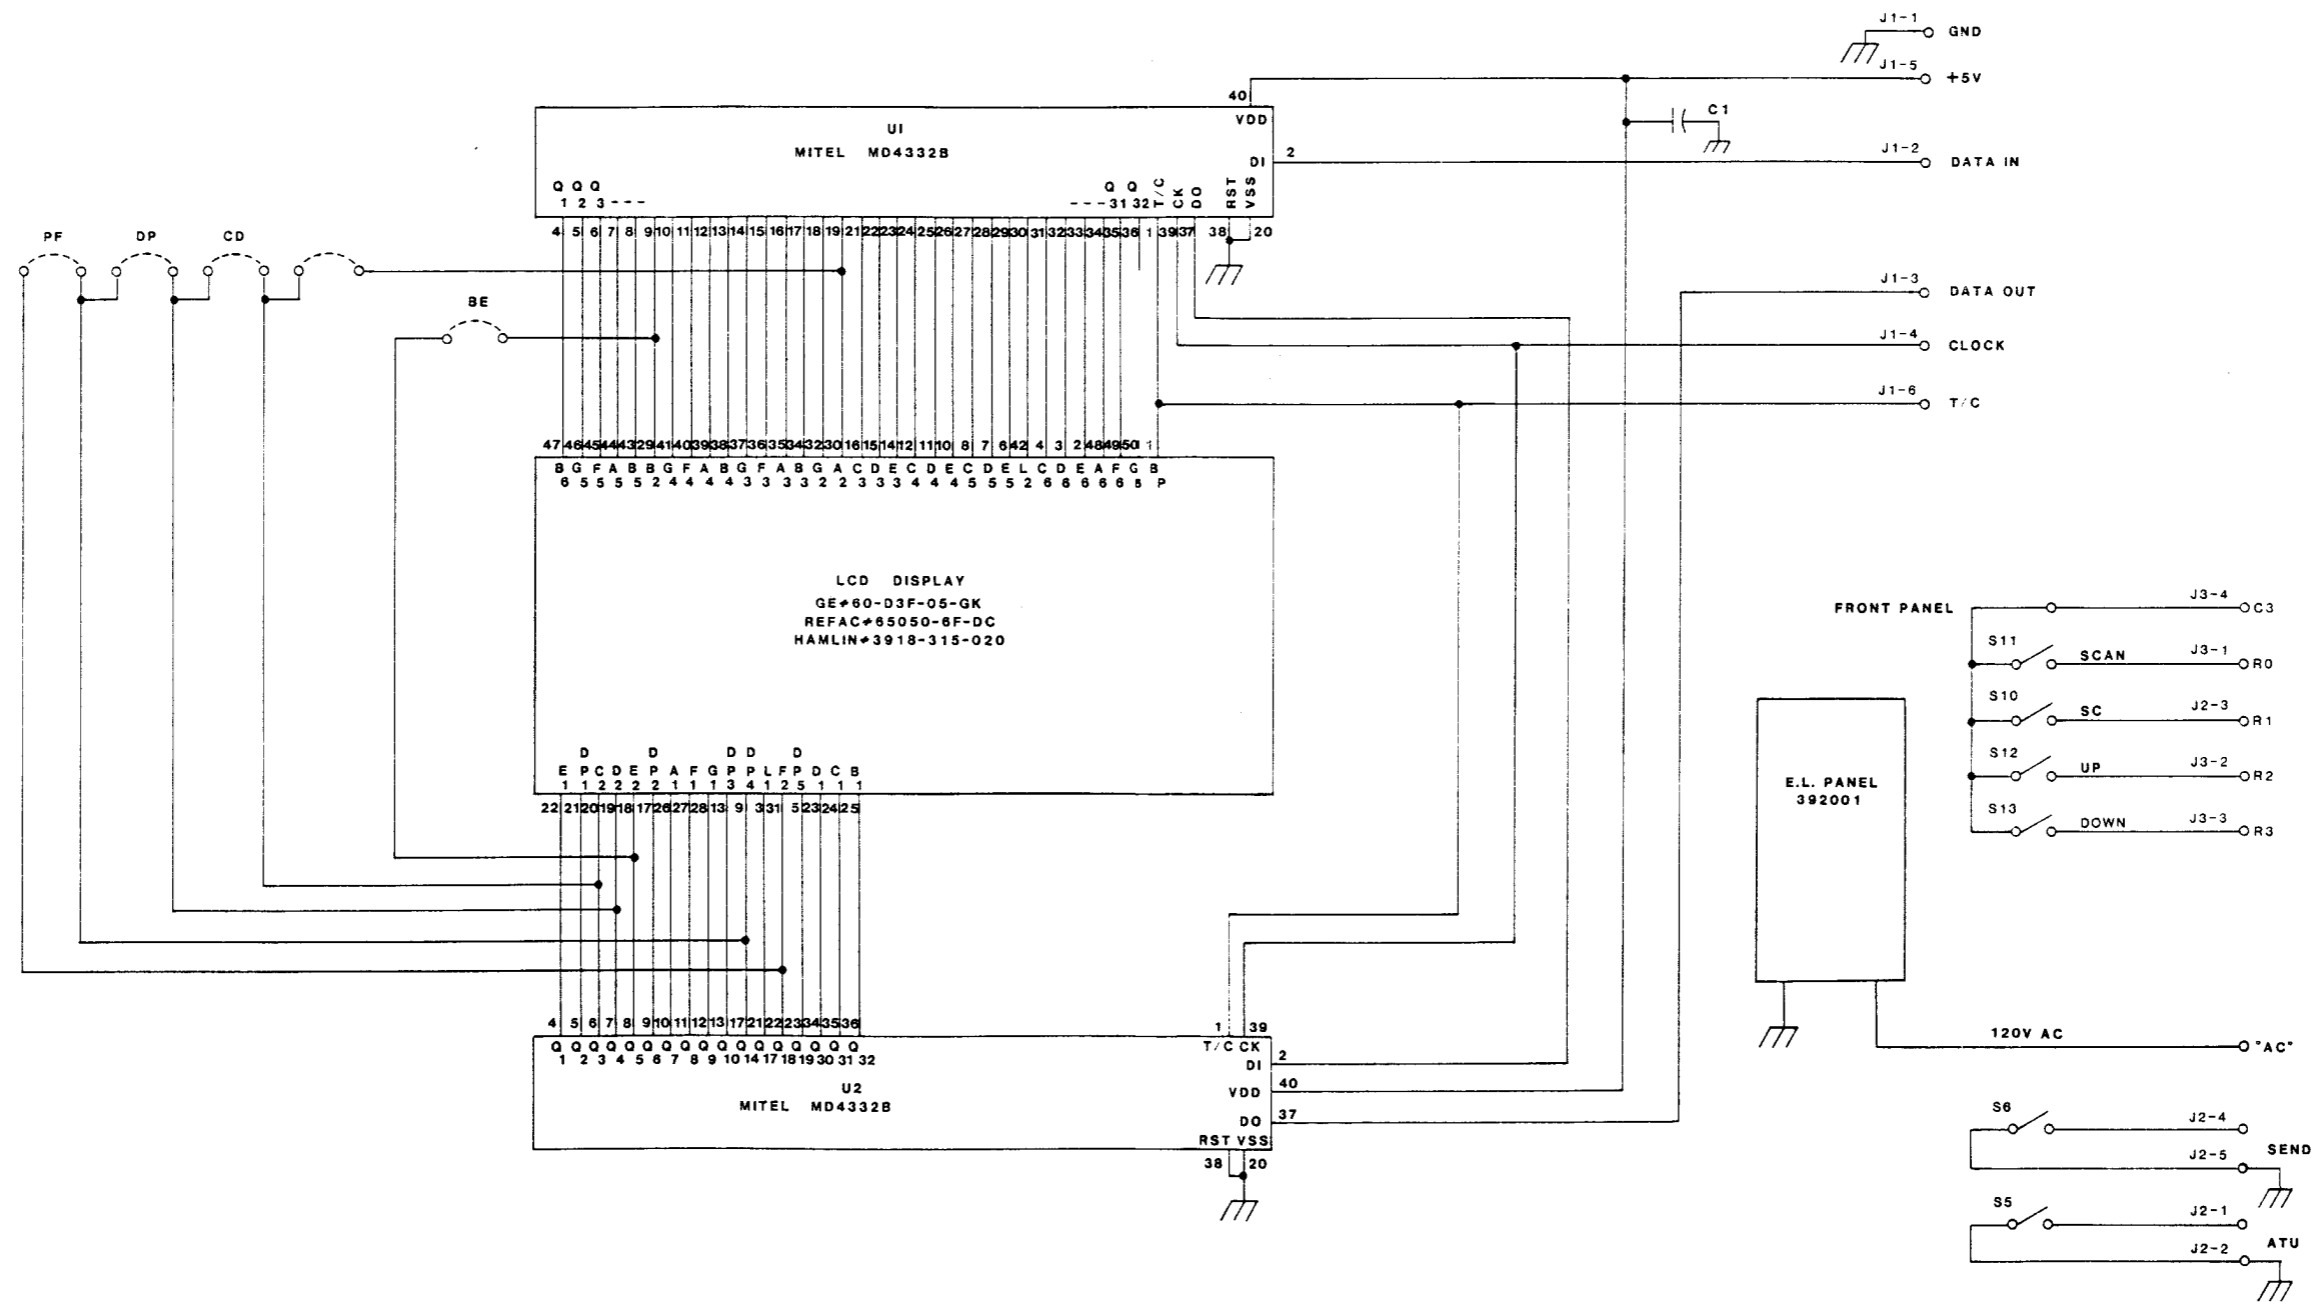 J1-1
GND
J1-5
+5V
40
VDD
C1
U1
MITEL MD4332B
DI 2
J1-2
DATA IN
Q Q Q
1 2 3 - - -
Q Q
- - - 31 32
T/C CK DO RST VSS
4 5 6 7 8 9 10 11 12 13 14 15 16 17 18 19 21 22 23 24 25 26 27 28 29 30 31 32 33 34 35 36 1 39 37 38 20
PF DP CD
BE
J1-3
DATA OUT
J1-4
CLOCK
J1-6
T/C
47 46 45 44 43 29 41 40 39 38 37 36 35 34 32 30 16 15 14 12 11 10 8 7 6 42 4 3 2 48 49 50 1
B G F A B B G F A B G F A B G A C D E C D E C D E L C D E A F G B
6 5 5 5 5 2 4 4 4 4 3 3 3 3 2 2 3 3 3 4 4 4 5 5 5 2 6 6 6 6 6 P
LCD DISPLAY
GE#60-D3F-05-GK
REFAC#65050-6F-DC
HAMLIN#3918-315-020
FRONT PANEL
J3-4
C3
S11
SCAN
J3-1
R0
S10
SC
J2-3
R1
S12
UP
J3-2
R2
S13
DOWN
J3-3
R3
E.L. PANEL
392001
D D D D D
E P C D E P A F G P P L F P D C B
1 1 2 2 2 2 1 1 1 3 4 1 2 5 1 1 1
22 21 20 19 18 17 26 27 28 13 9 3 31 5 23 24 25
4 5 6 7 8 9 10 11 12 13 17 21 22 23 34 35 36
1 39
Q Q Q Q Q Q Q Q Q Q Q Q Q Q Q Q Q
1 2 3 4 5 6 7 8 9 10 14 17 18 19 30 31 32
T/C CK
DI 2
U2
MITEL MD4332B
VDD 40
DO 37
RST VSS
38 20
120V AC
"AC"
S6
J2-4
J2-5
SEND
S5
J2-1
J2-2
ATU